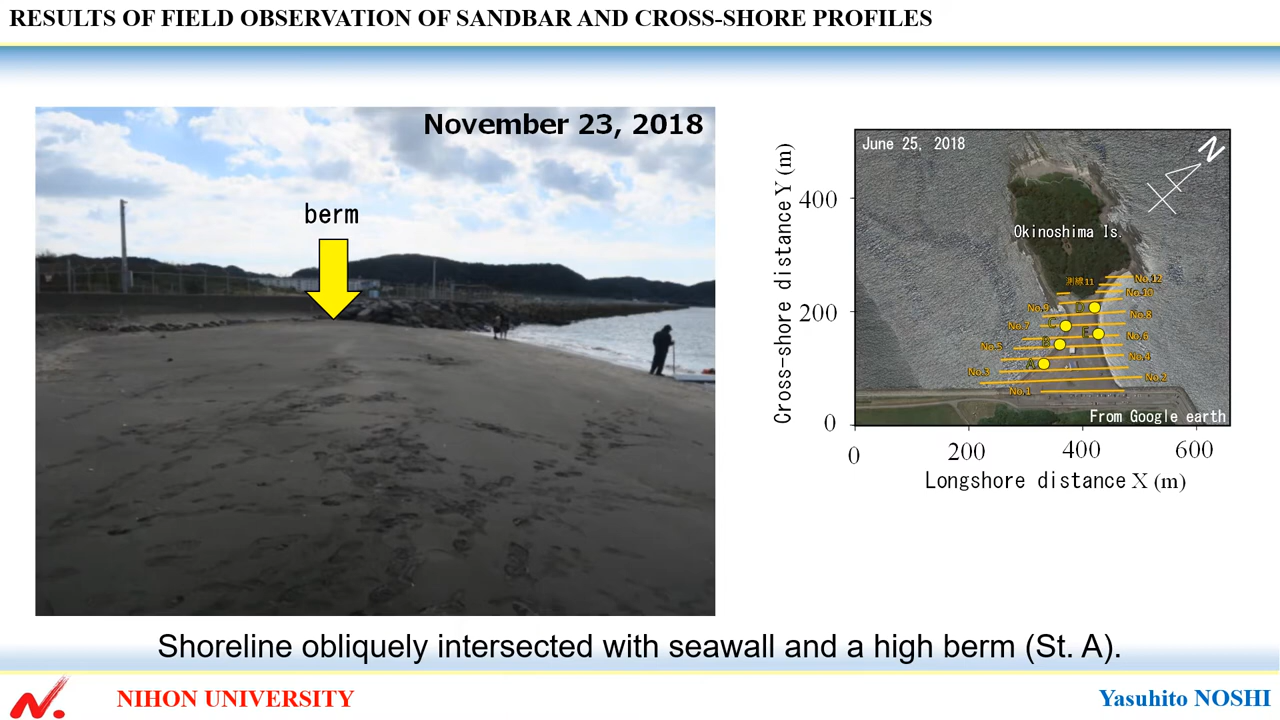 RESULTS OF FIELD OBSERVATION OF SANDBAR AND CROSS-SHORE PROFILES
November 23, 2018
berm
June 25, 2018
N
Okinoshima Is.
測線11
No.12
No.10
No.9
D
No.8
No.7
C
E
No.6
No.5
B
No.4
A
No.3
No.2
No.1
From Google earth
Cross-shore distance Y (m)
400
200
0
0
200
400
600
Longshore distance X (m)
Shoreline obliquely intersected with seawall and a high berm (St. A).
NIHON UNIVERSITY
Yasuhito NOSHI